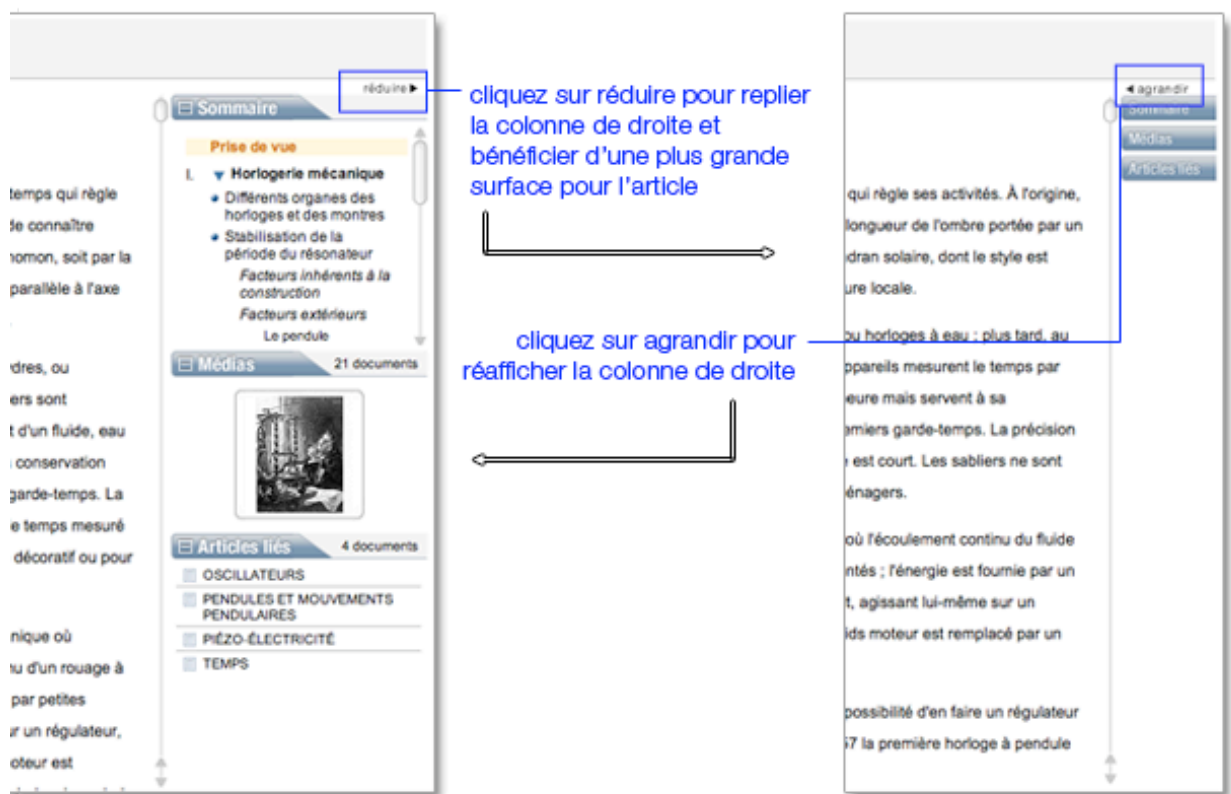 réduire
Sommaire
Prise de vue
I. Horlogerie mécanique
Différents organes des
horloges et des montres
Stabilisation de la
période du résonateur
Facteurs inhérents à la
construction
Facteurs extérieurs
Le pendule
Médias 21 documents
Articles liés 4 documents
OSCILLATEURS
PENDULES ET MOUVEMENTS
PENDULAIRES
PIÉZO-ÉLECTRICITÉ
TEMPS
temps qui règle
de connaître
nomon, soit par la
parallèle à l'axe
dres, ou
ers sont
t d'un fluide, eau
conservation
garde-temps. La
e temps mesuré
décoratif ou pour
nique où
nu d'un rouage à
par petites
ur un régulateur,
oteur est
cliquez sur réduire pour replier
la colonne de droite et
bénéficier d'une plus grande
surface pour l'article
cliquez sur agrandir pour
réafficher la colonne de droite
agrandir
Sommaire
Médias
Articles liés
qui règle ses activités. À l'origine,
longueur de l'ombre portée par un
adran solaire, dont le style est
ure locale.
ou horloges à eau ; plus tard, au
ppareils mesurent le temps par
eure mais servent à sa
emiers garde-temps. La précision
est court. Les sabliers ne sont
énagers.
où l'écoulement continu du fluide
ntés ; l'énergie est fournie par un
t, agissant lui-même sur un
ids moteur est remplacé par un
possibilité d'en faire un régulateur
57 la première horloge à pendule